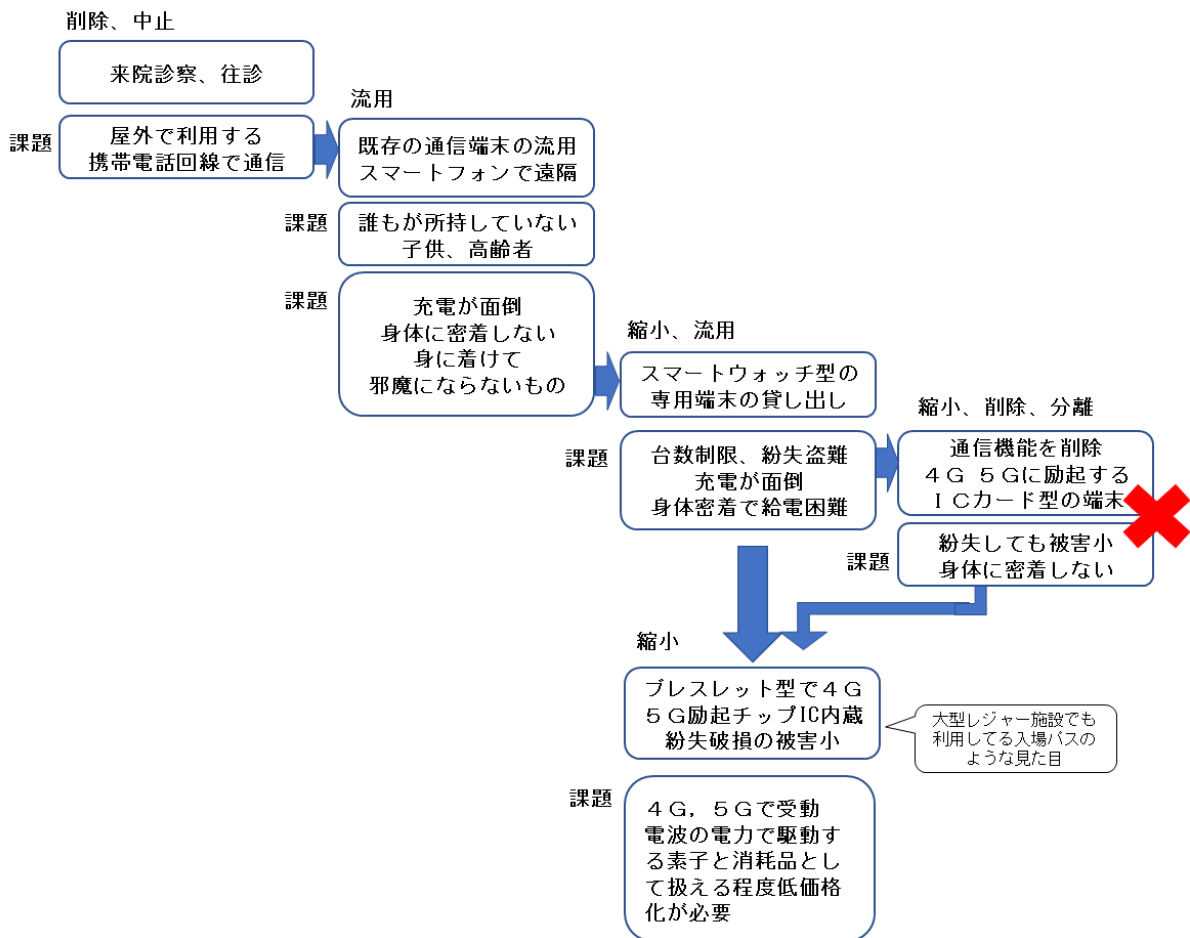 削除、中止
来院診察、往診
課題
屋外で利用する
携帯電話回線で通信
流用
既存の通信端末の流用
スマートフォンで遠隔
課題
誰もが所持していない
子供、高齢者
課題
充電が面倒
身体に密着しない
身に着けて
邪魔にならないもの
縮小、流用
スマートウォッチ型の
専用端末の貸し出し
課題
台数制限、紛失盗難
充電が面倒
身体密着で給電困難
縮小、削除、分離
通信機能を削除
４Ｇ ５Ｇに励起する
ＩＣカード型の端末
課題
紛失しても被害小
身体に密着しない
縮小
ブレスレット型で４Ｇ
５Ｇ励起チップIC内蔵
紛失破損の被害小
大型レジャー施設でも
利用してる入場パスの
ような見た目
課題
４Ｇ，５Ｇで受動
電波の電力で駆動す
る素子と消耗品とし
て扱える程度低価格
化が必要